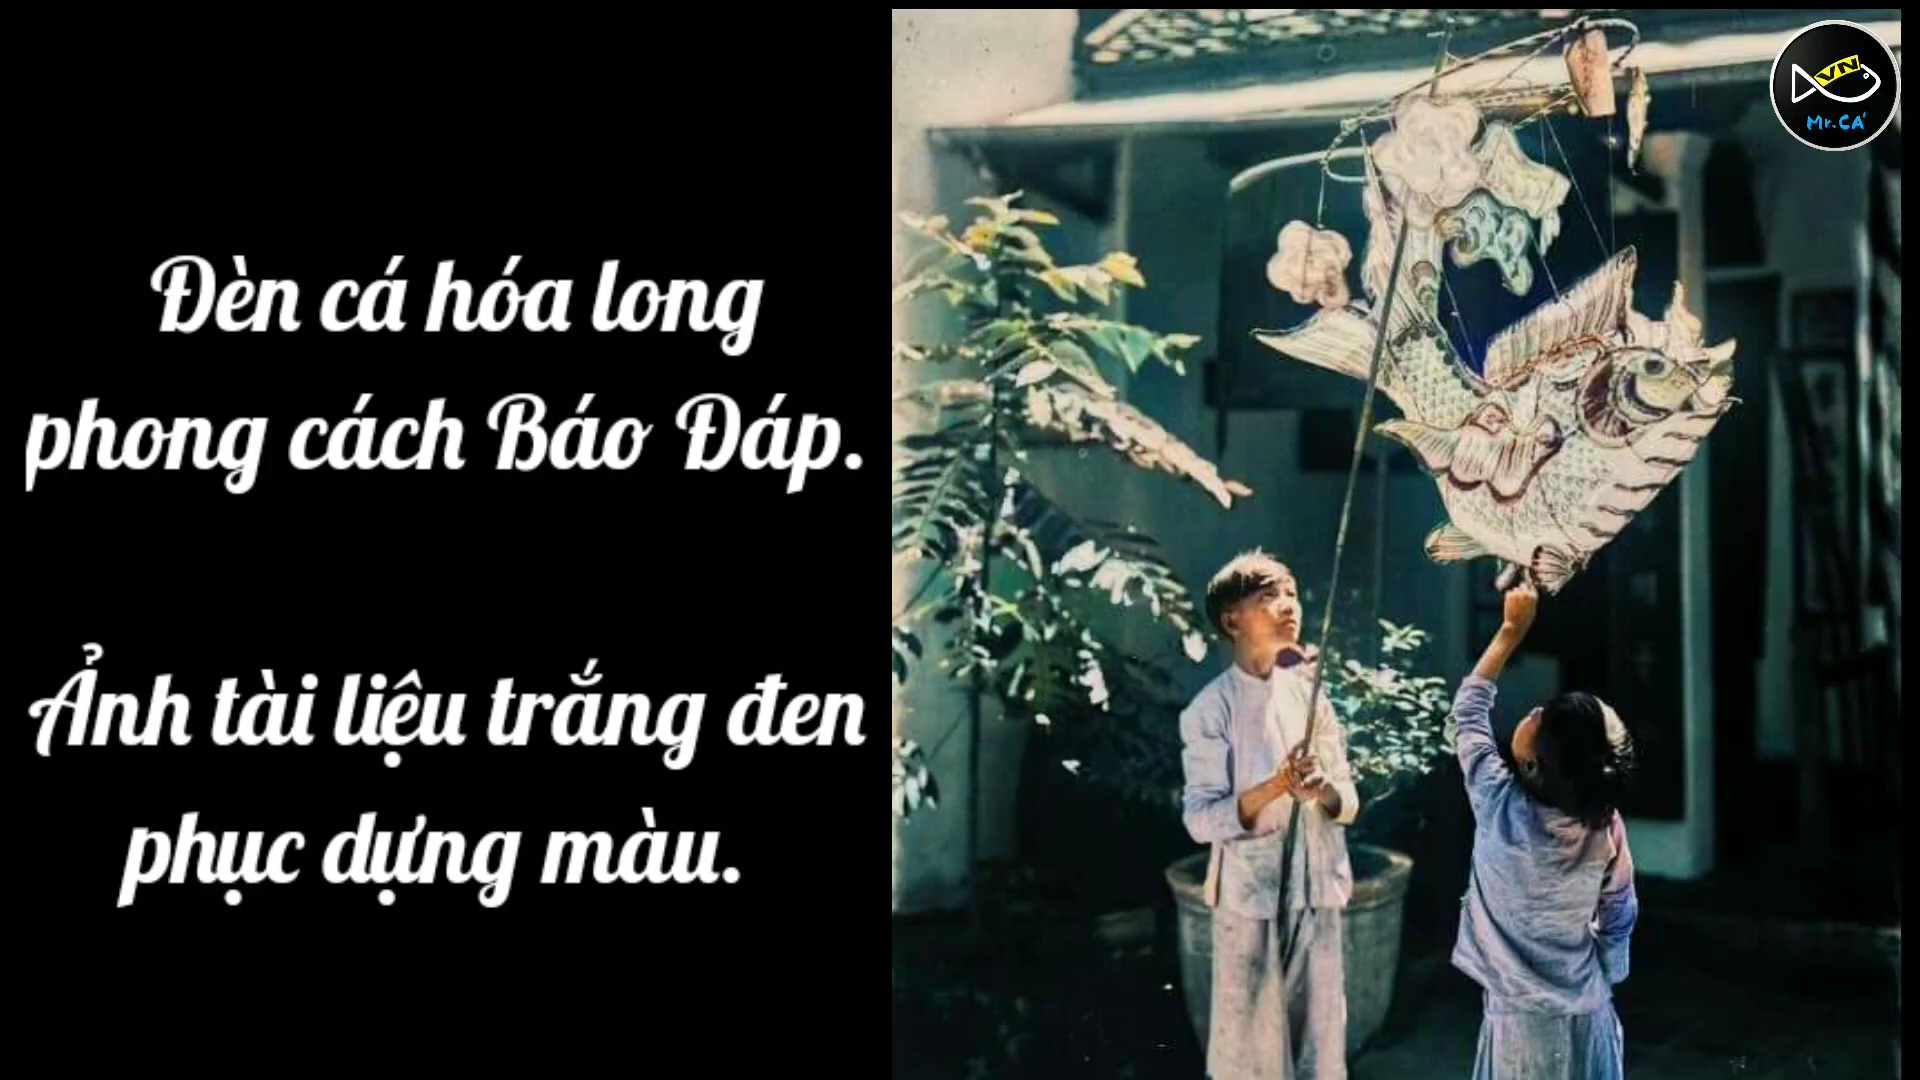 Đèn cá hóa long
phong cách Báo Đáp.
Ảnh tài liệu trắng đen
phục dựng màu.
VN
Mr.CÁ